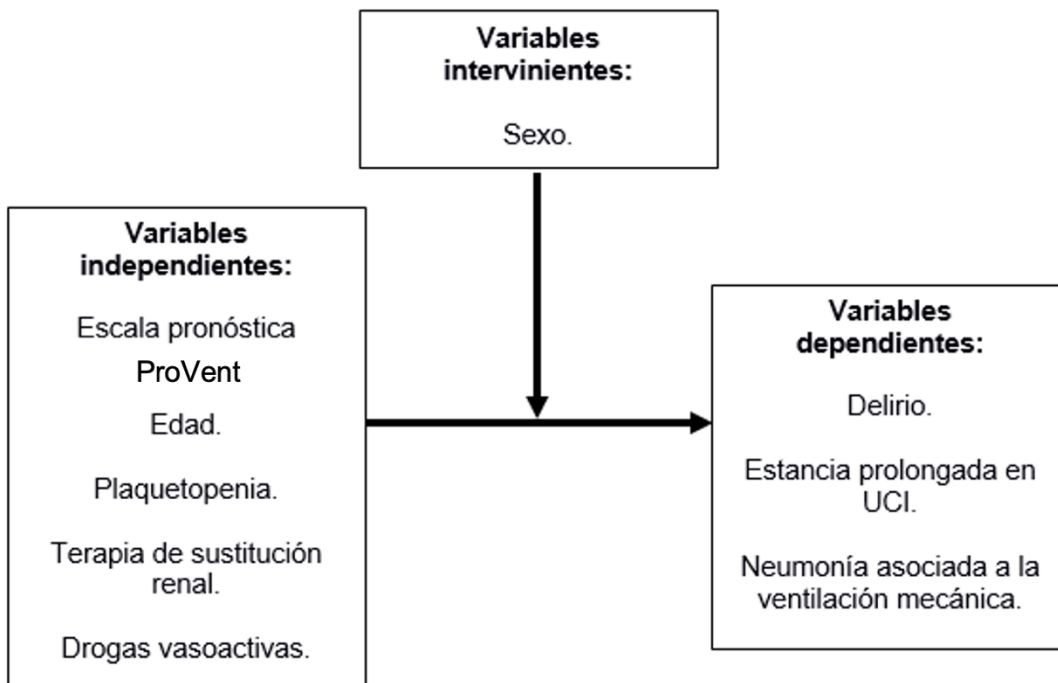 Variables
intervinientes:
Sexo.
Variables
independientes:
Escala pronóstica
ProVent
Edad.
Plaquetopenia.
Terapia de sustitución
renal.
Drogas vasoactivas.
Variables
dependientes:
Delirio.
Estancia prolongada en
UCI.
Neumonía asociada a la
ventilación mecánica.